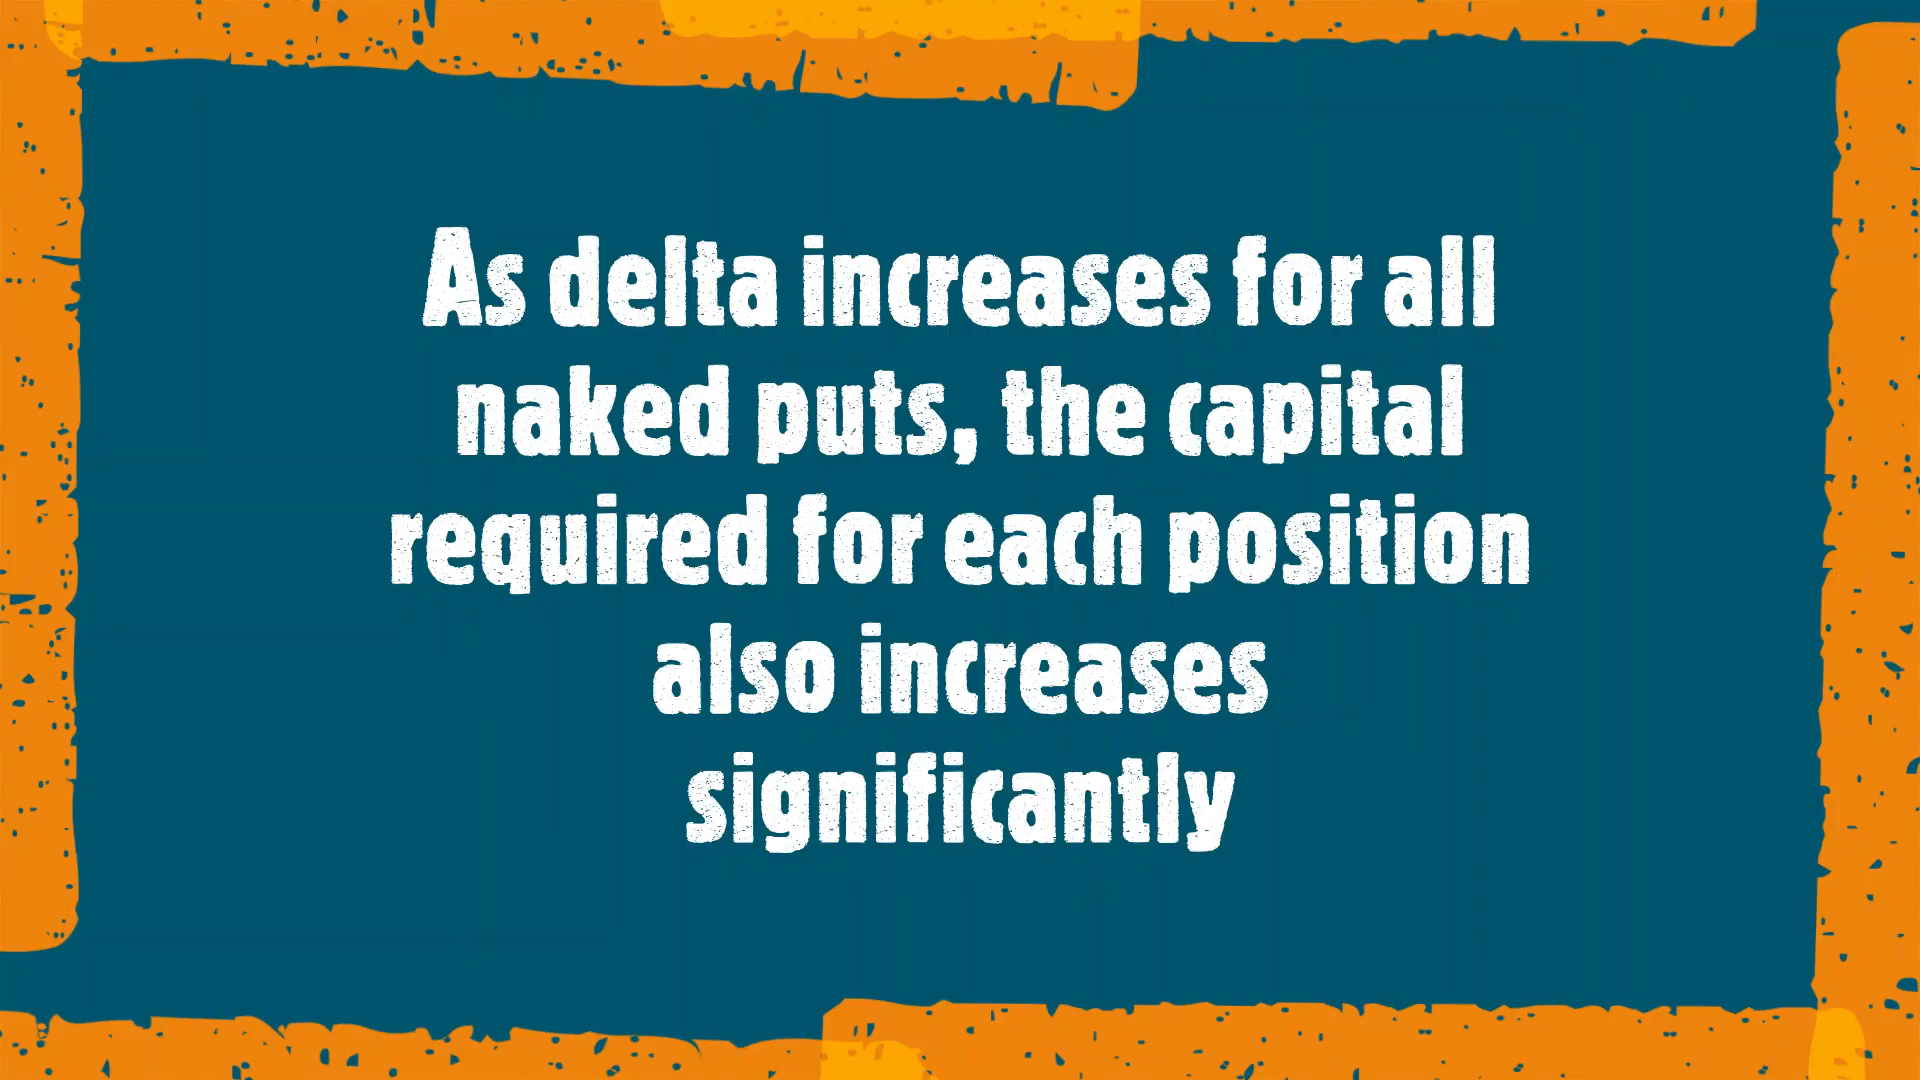 As delta increases for all
naked puts, the capital
required for each position
also increases
significantly